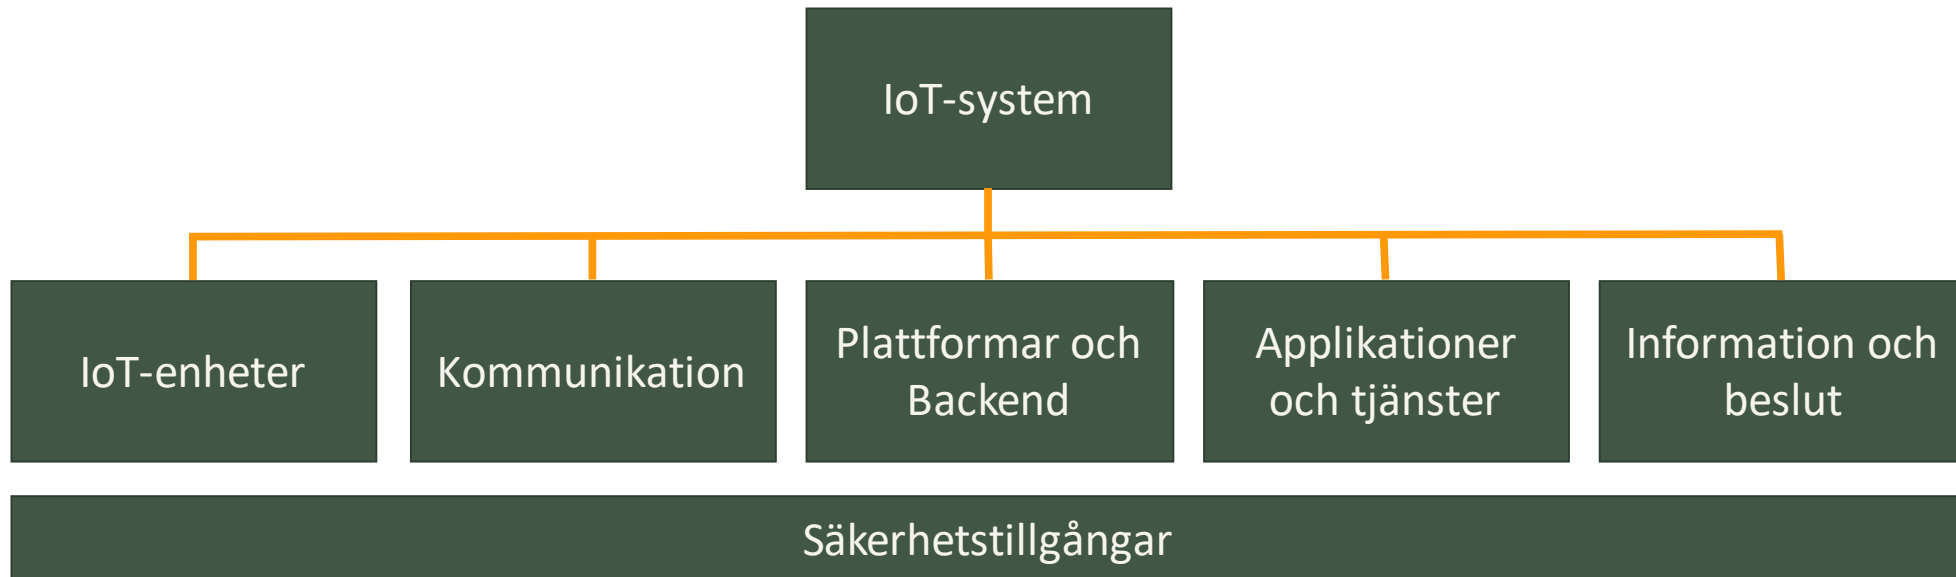 IoT-system
IoT-enheter
Kommunikation
Plattformar och
Backend
Applikationer
och tjänster
Information och
beslut
Säkerhetstillgångar